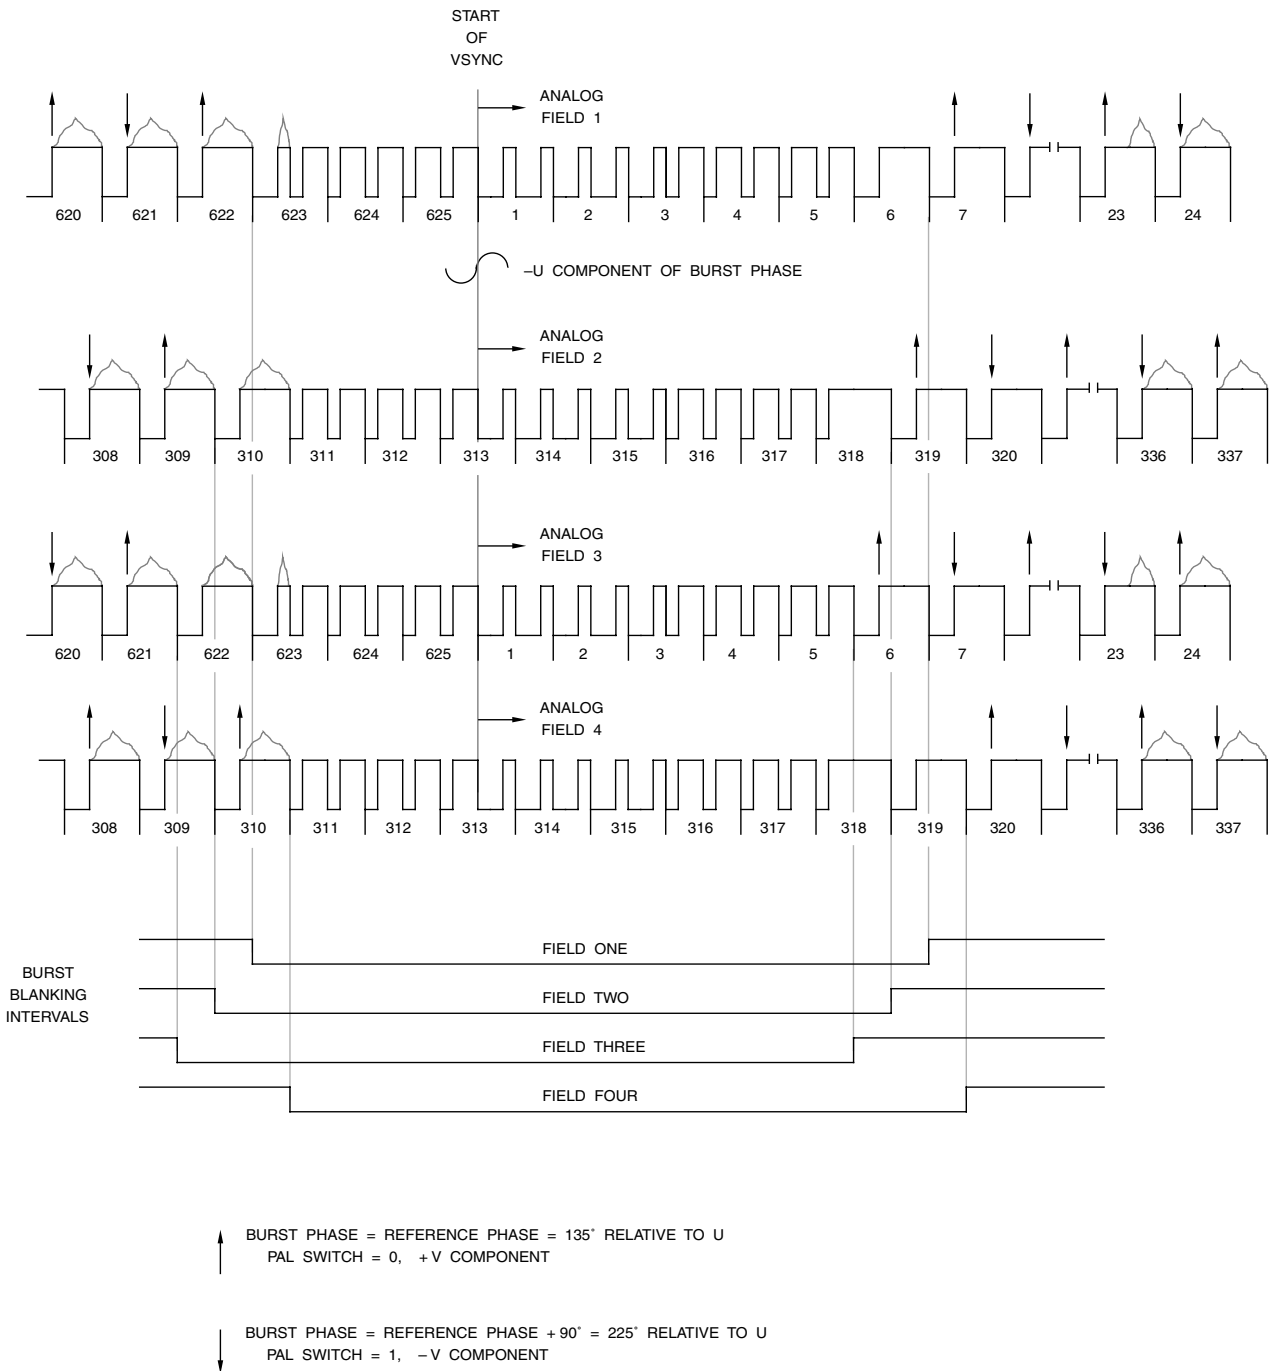 START
OF
VSYNC
ANALOG
FIELD 1
620 621 622 623 624 625 1 2 3 4 5 6 7 23 24
–U COMPONENT OF BURST PHASE
ANALOG
FIELD 2
308 309 310 311 312 313 314 315 316 317 318 319 320 336 337
ANALOG
FIELD 3
620 621 622 623 624 625 1 2 3 4 5 6 7 23 24
ANALOG
FIELD 4
308 309 310 311 312 313 314 315 316 317 318 319 320 336 337
BURST
BLANKING
INTERVALS
FIELD ONE
FIELD TWO
FIELD THREE
FIELD FOUR
BURST PHASE = REFERENCE PHASE = 135° RELATIVE TO U
PAL SWITCH = 0, +V COMPONENT
BURST PHASE = REFERENCE PHASE +90° = 225° RELATIVE TO U
PAL SWITCH = 1, –V COMPONENT